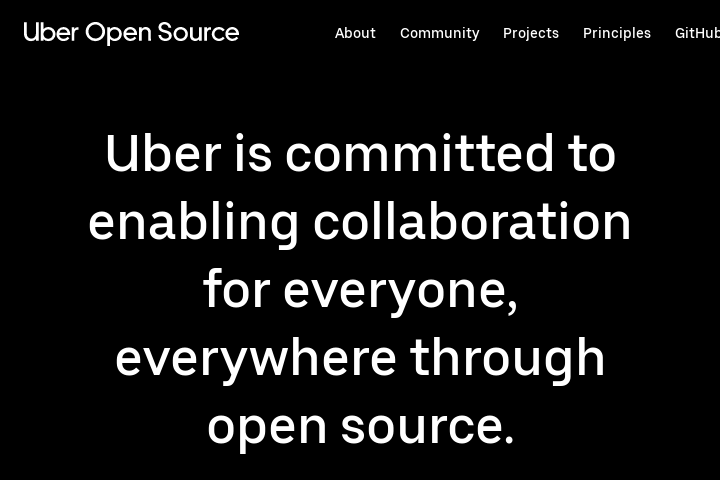 Uber Open Source
About Community Projects Principles GitHub
Uber is committed to
enabling collaboration
for everyone,
everywhere through
open source.